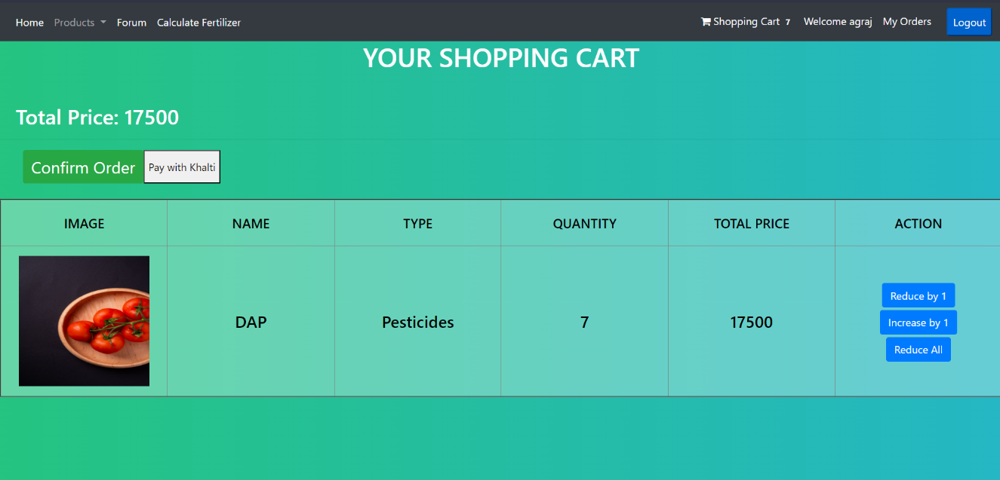 Home Products Forum Calculate Fertilizer Shopping Cart 7 Welcome agraj My Orders Logout
YOUR SHOPPING CART
Total Price: 17500
Confirm Order Pay with Khalti
IMAGE NAME TYPE QUANTITY TOTAL PRICE ACTION
DAP Pesticides 7 17500
Reduce by 1
Increase by 1
Reduce All